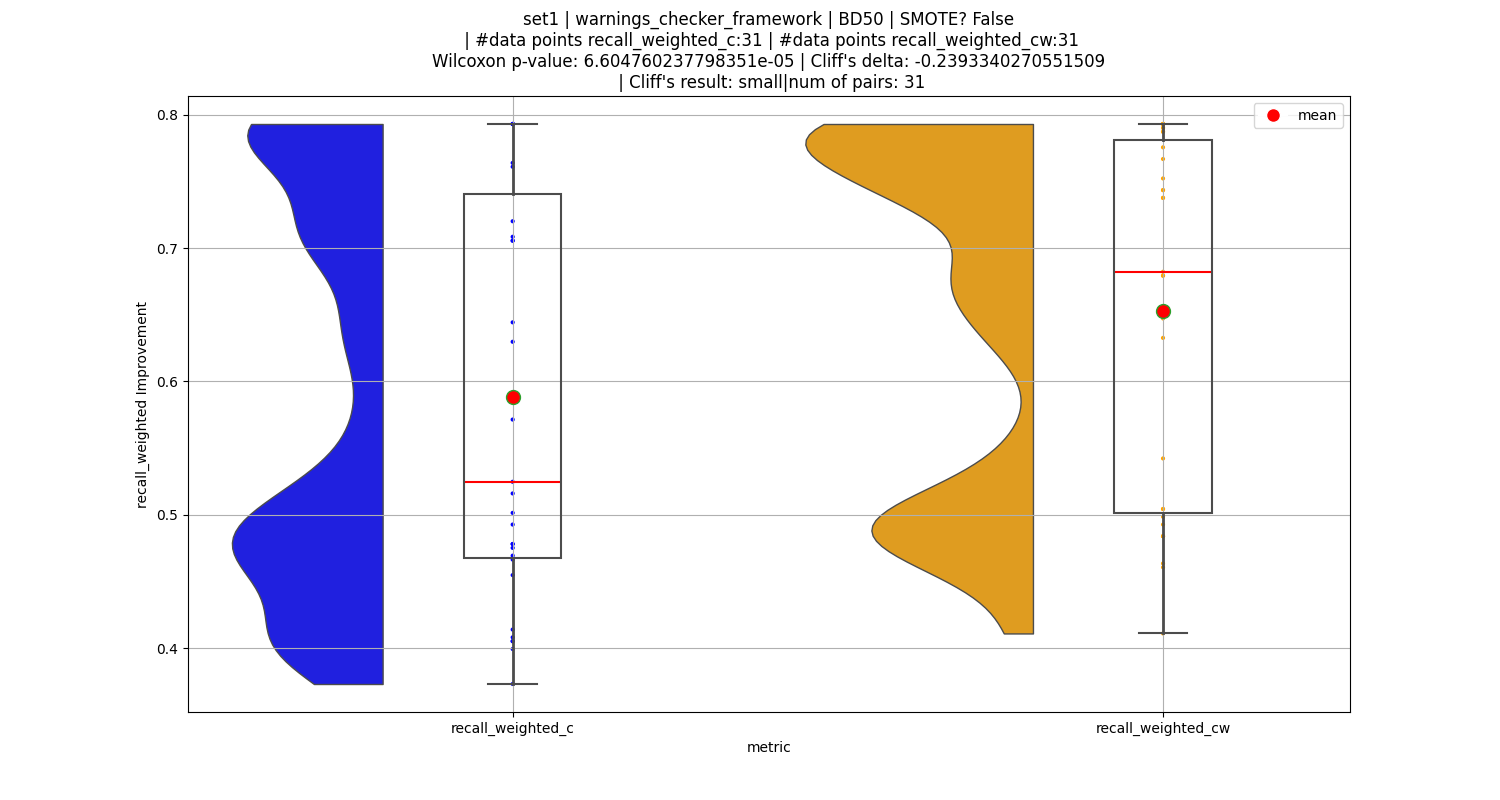 set1 | warnings_checker_framework | BD50 | SMOTE? False
| #data points recall_weighted_c:31 | #data points recall_weighted_cw:31
Wilcoxon p-value: 6.604760237798351e-05 | Cliff's delta: -0.2393340270551509
| Cliff's result: small|num of pairs: 31
mean
0.8
0.7
0.6
0.5
0.4
recall_weighted Improvement
recall_weighted_c
recall_weighted_cw
metric